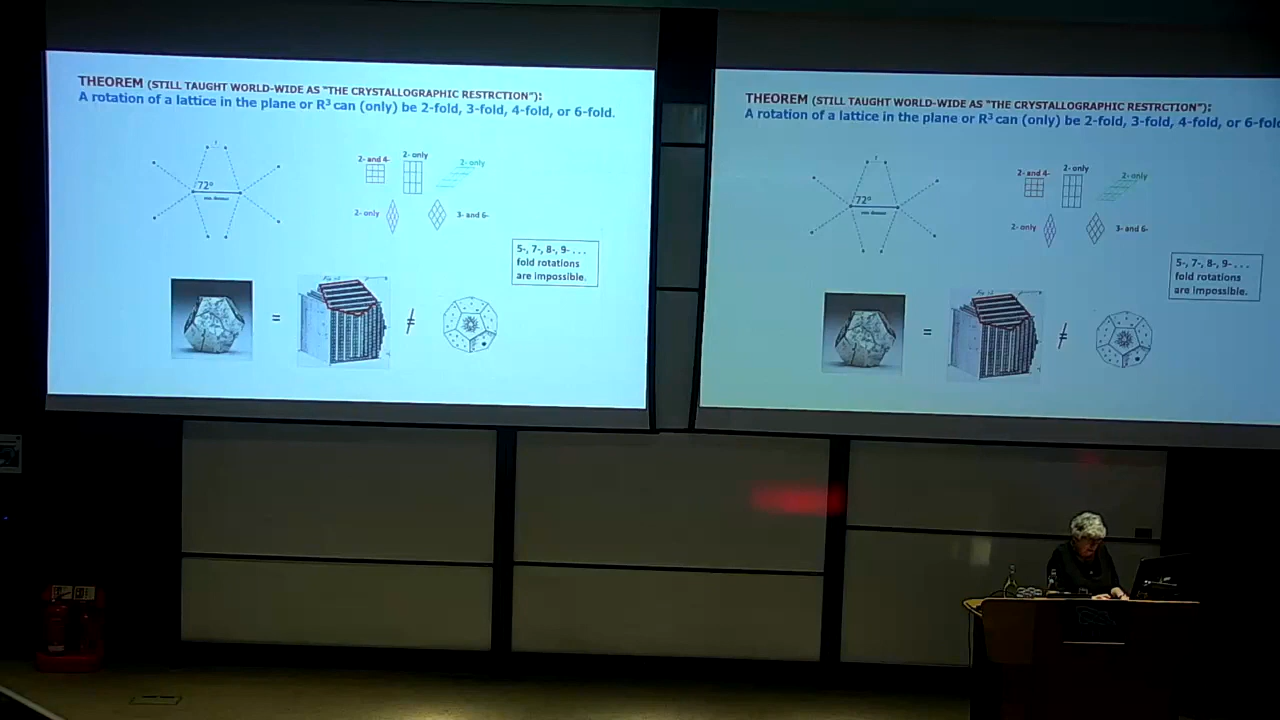 THEOREM (STILL TAUGHT WORLD-WIDE AS "THE CRYSTALLOGRAPHIC RESTRCTION"):
A rotation of a lattice in the plane or R³ can (only) be 2-fold, 3-fold, 4-fold, or 6-fold.
72°
2- and 4-
2- only
2- only
2- only
3- and 6-
5-, 7-, 8-, 9- . . .
fold rotations
are impossible.
=
≠
THEOREM (STILL TAUGHT WORLD-WIDE AS "THE CRYSTALLOGRAPHIC RESTRCTION"):
A rotation of a lattice in the plane or R³ can (only) be 2-fold, 3-fold, 4-fold, or 6-fold
72°
2- and 4-
2- only
2- only
2- only
3- and 6-
5-, 7-, 8-, 9- . . .
fold rotations
are impossible.
=
≠